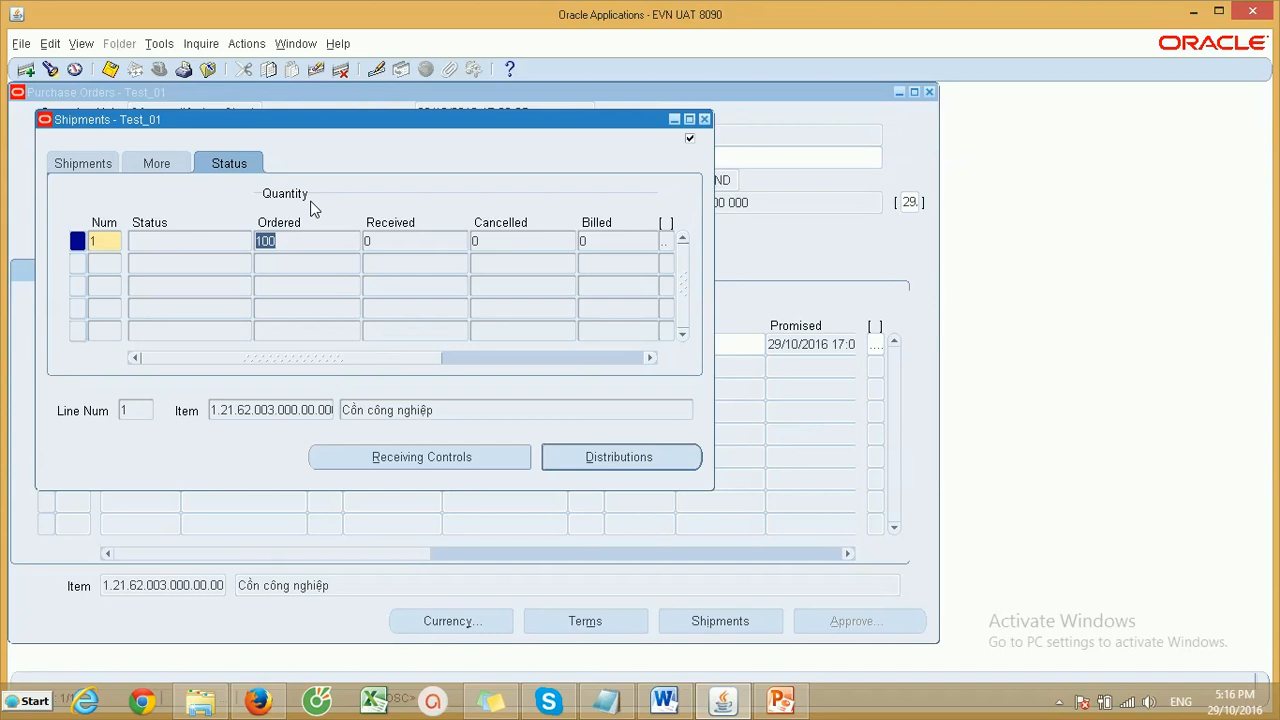 Oracle Applications - EVN UAT 8090
File Edit View Folder Tools Inquire Actions Window Help
ORACLE
Purchase Orders - Test_01
Shipments - Test_01
Shipments More Status
ND
00 000 [ 29. ]
Quantity
Num Status Ordered Received Cancelled Billed [ ]
1 100 0 0 0 ..
Promised [ ]
29/10/2016 17:0 ....
Line Num 1 Item 1.21.62.003.000.00.00 Cồn công nghiệp
Receiving Controls Distributions
Item 1.21.62.003.000.00.00 Cồn công nghiệp
Currency... Terms Shipments Approve...
Activate Windows
Go to PC settings to activate Windows.
Start
ENG
5:16 PM
29/10/2016